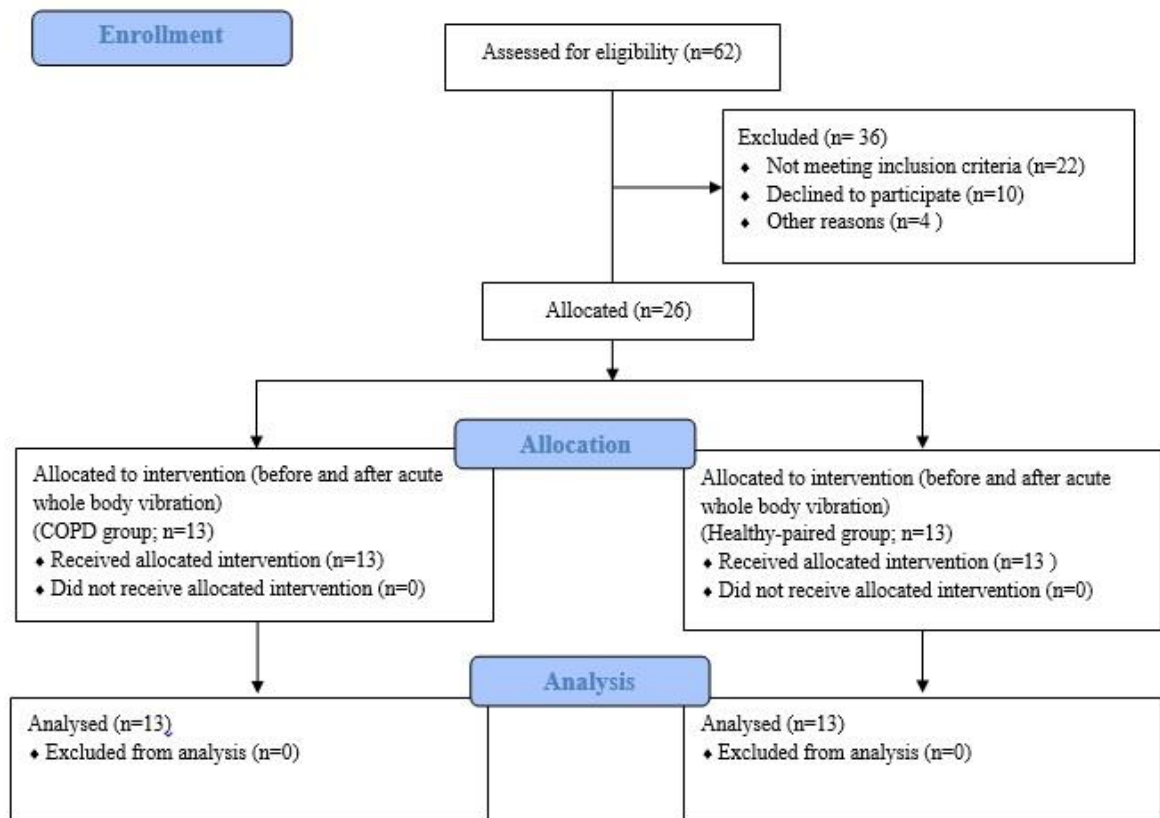 Enrollment
Assessed for eligibility (n=62)
Excluded (n= 36)
♦ Not meeting inclusion criteria (n=22)
♦ Declined to participate (n=10)
♦ Other reasons (n=4 )
Allocated (n=26)
Allocation
Allocated to intervention (before and after acute
whole body vibration)
(COPD group; n=13)
♦ Received allocated intervention (n=13)
♦ Did not receive allocated intervention (n=0)
Allocated to intervention (before and after acute
whole body vibration)
(Healthy-paired group; n=13)
♦ Received allocated intervention (n=13 )
♦ Did not receive allocated intervention (n=0)
Analysis
Analysed (n=13)
♦ Excluded from analysis (n=0)
Analysed (n=13)
♦ Excluded from analysis (n=0)